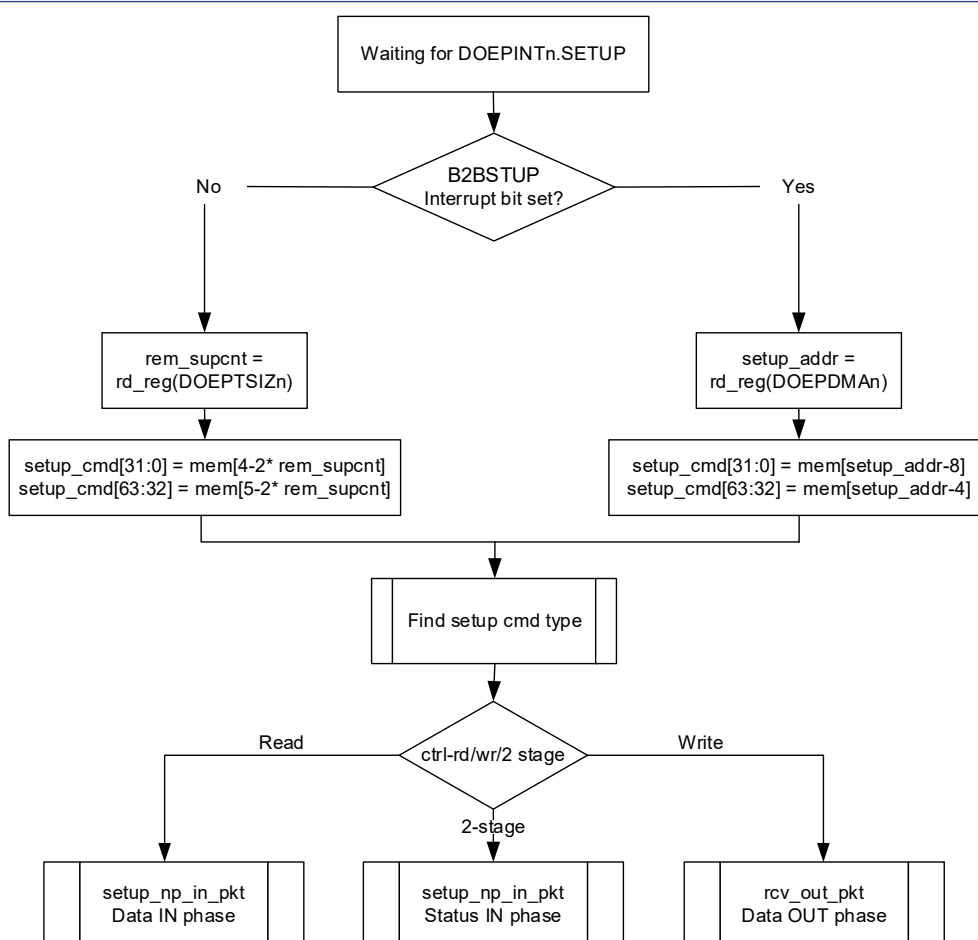 Waiting for DOEPINTn.SETUP
B2BSTUP
Interrupt bit set?
No
Yes
rem_supcnt =
rd_reg(DOEPTSIZn)
setup_addr =
rd_reg(DOEPDMAn)
setup_cmd[31:0] = mem[4-2* rem_supcnt]
setup_cmd[63:32] = mem[5-2* rem_supcnt]
setup_cmd[31:0] = mem[setup_addr-8]
setup_cmd[63:32] = mem[setup_addr-4]
Find setup cmd type
ctrl-rd/wr/2 stage
Read
Write
2-stage
setup_np_in_pkt
Data IN phase
setup_np_in_pkt
Status IN phase
rcv_out_pkt
Data OUT phase